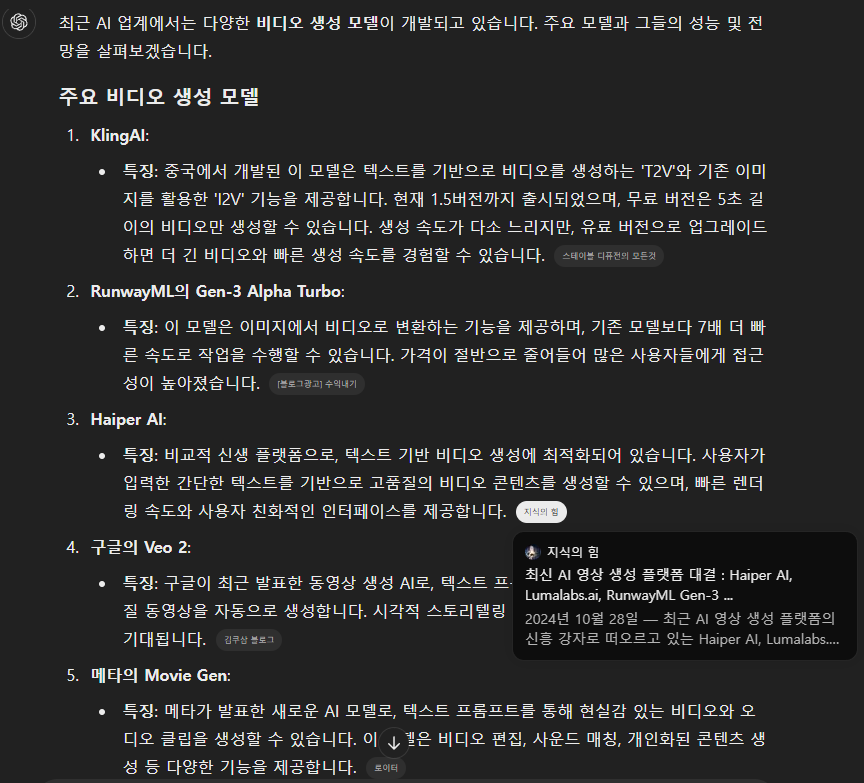 최근 AI 업계에서는 다양한 비디오 생성 모델이 개발되고 있습니다. 주요 모델과 그들의 성능 및 전
망을 살펴보겠습니다.
주요 비디오 생성 모델
1. KlingAI:
• 특징: 중국에서 개발된 이 모델은 텍스트를 기반으로 비디오를 생성하는 'T2V'와 기존 이미
지를 활용한 'I2V' 기능을 제공합니다. 현재 1.5버전까지 출시되었으며, 무료 버전은 5초 길
이의 비디오만 생성할 수 있습니다. 생성 속도가 다소 느리지만, 유료 버전으로 업그레이드
하면 더 긴 비디오와 빠른 생성 속도를 경험할 수 있습니다. 스테이블 디퓨전의 모든것
2. RunwayML의 Gen-3 Alpha Turbo:
• 특징: 이 모델은 이미지에서 비디오로 변환하는 기능을 제공하며, 기존 모델보다 7배 더 빠
른 속도로 작업을 수행할 수 있습니다. 가격이 절반으로 줄어들어 많은 사용자들에게 접근
성이 높아졌습니다. [블로그광고] 수익내기
3. Haiper AI:
• 특징: 비교적 신생 플랫폼으로, 텍스트 기반 비디오 생성에 최적화되어 있습니다. 사용자가
입력한 간단한 텍스트를 기반으로 고품질의 비디오 콘텐츠를 생성할 수 있으며, 빠른 렌더
링 속도와 사용자 친화적인 인터페이스를 제공합니다. 지식의 힘
4. 구글의 Veo 2:
• 특징: 구글이 최근 발표한 동영상 생성 AI로, 텍스트 프
질 동영상을 자동으로 생성합니다. 시각적 스토리텔링
기대됩니다. 김쿠삼 블로그
지식의 힘
최신 AI 영상 생성 플랫폼 대결 : Haiper AI,
Lumalabs.ai, RunwayML Gen-3 ...
2024년 10월 28일 — 최근 AI 영상 생성 플랫폼의
신흥 강자로 떠오르고 있는 Haiper AI, Lumalabs....
5. 메타의 Movie Gen:
• 특징: 메타가 발표한 새로운 AI 모델로, 텍스트 프롬프트를 통해 현실감 있는 비디오와 오
디오 클립을 생성할 수 있습니다. 이 델은 비디오 편집, 사운드 매칭, 개인화된 콘텐츠 생
성 등 다양한 기능을 제공합니다. 로이터